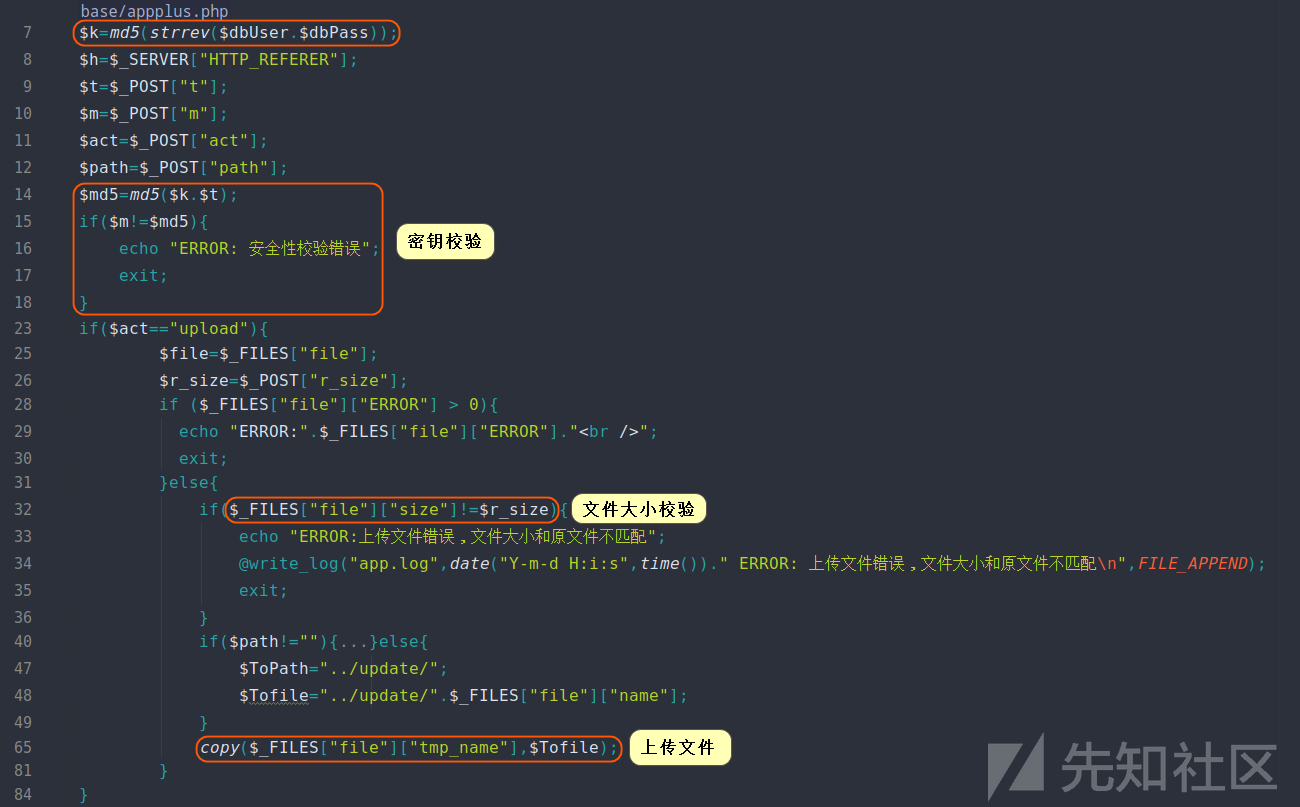 base/appplus.php
7 $k=md5(strrev($dbUser.$dbPass));
8 $h=$_SERVER["HTTP_REFERER"];
9 $t=$_POST["t"];
10 $m=$_POST["m"];
11 $act=$_POST["act"];
12 $path=$_POST["path"];
14 $md5=md5($k.$t);
15 if($m!=$md5){
密钥校验
16 echo "ERROR: 安全性校验错误";
17 exit;
18 }
23 if($act=="upload"){
25 $file=$_FILES["file"];
26 $r_size=$_POST["r_size"];
28 if ($_FILES["file"]["ERROR"] > 0){
29 echo "ERROR:".$_FILES["file"]["ERROR"]."<br />";
30 exit;
31 }else{
32 if($_FILES["file"]["size"]!=$r_size){ 文件大小校验
33 echo "ERROR:上传文件错误，文件大小和原文件不匹配";
34 @write_log("app.log",date("Y-m-d H:i:s",time())." ERROR: 上传文件错误，文件大小和原文件不匹配\n",FILE_APPEND);
35 exit;
36 }
40 if($path!=""){...}else{
47 $ToPath="../update/";
48 $Tofile="../update/".$_FILES["file"]["name"];
49 }
65 copy($_FILES["file"]["tmp_name"],$Tofile); 上传文件
81 }
84 }
先知社区